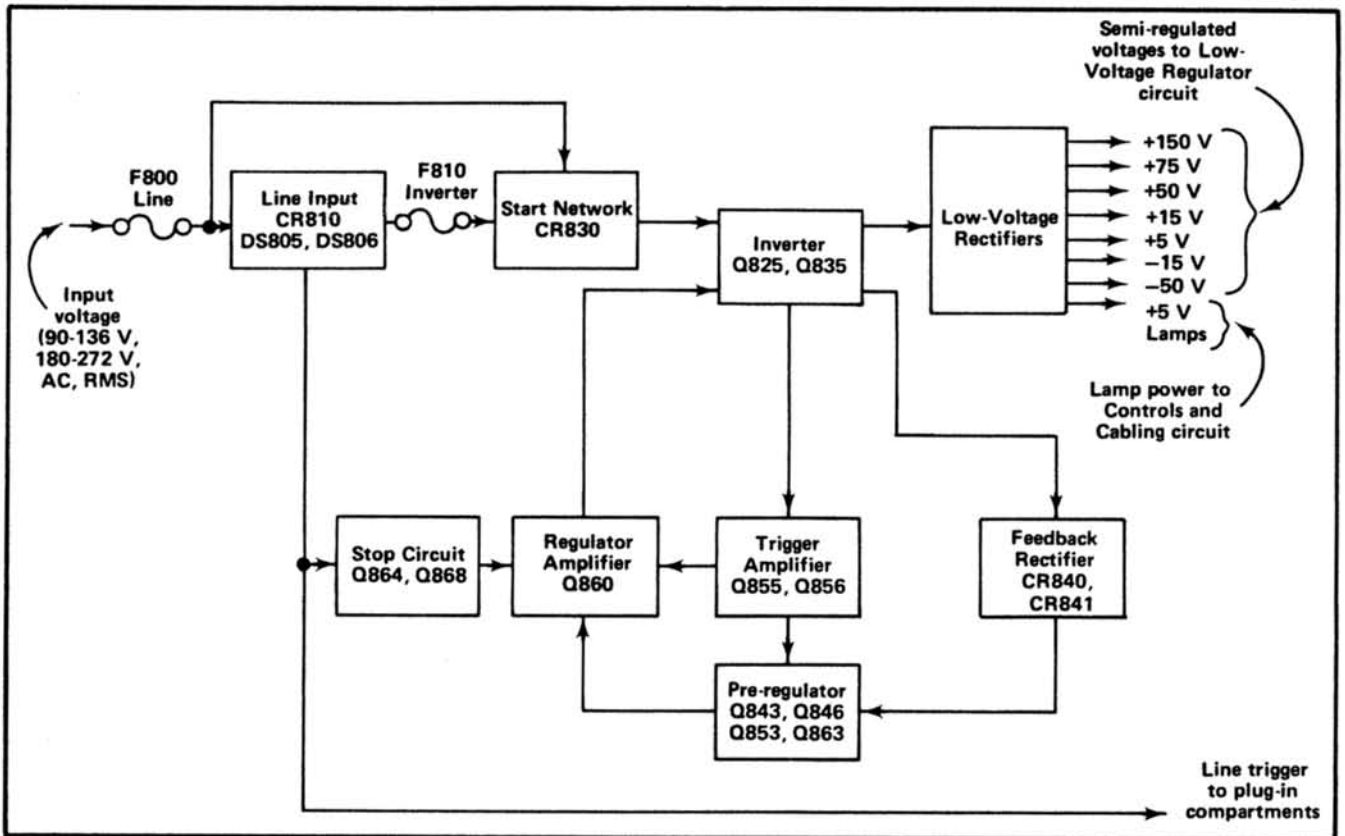 Semi-regulated
voltages to Low-
Voltage Regulator
circuit
+150 V
+75 V
+50 V
+15 V
+5 V
−15 V
−50 V
+5 V
Lamps
F800
Line
Line Input
CR810
DS805, DS806
F810
Inverter
Start Network
CR830
Inverter
Q825, Q835
Low-Voltage
Rectifiers
Input
voltage
(90-136 V,
180-272 V,
AC, RMS)
Lamp power to
Controls and
Cabling circuit
Stop Circuit
Q864, Q868
Regulator
Amplifier
Q860
Trigger
Amplifier
Q855, Q856
Feedback
Rectifier
CR840,
CR841
Pre-regulator
Q843, Q846
Q853, Q863
Line trigger
to plug-in
compartments